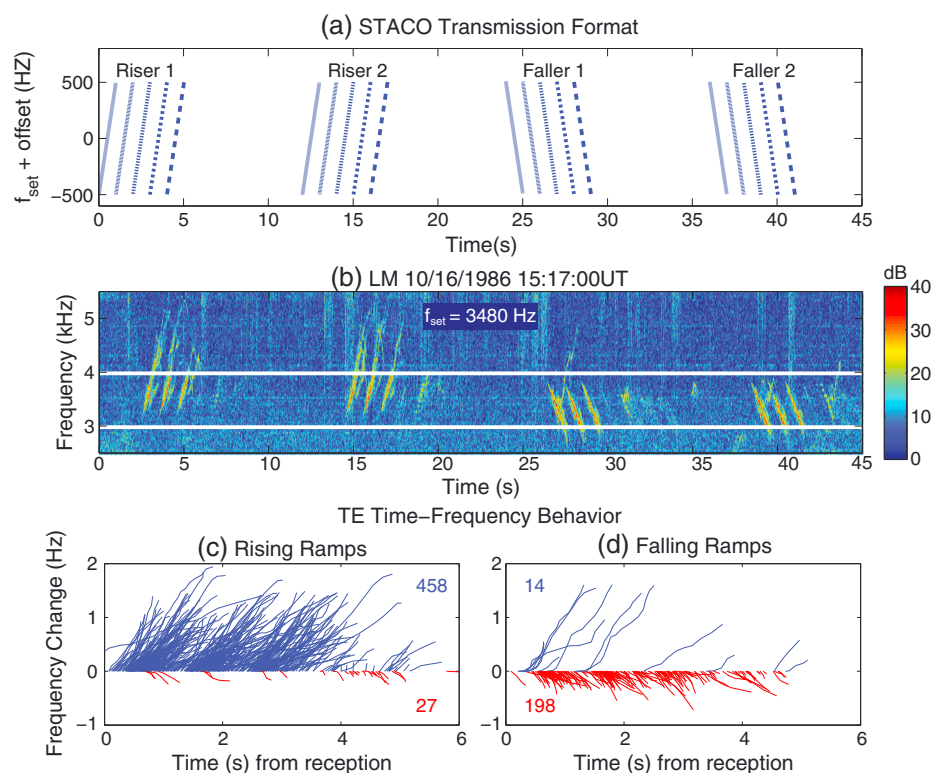 (a) STACO Transmission Format
f_set + offset (HZ)
500
0
−500
Riser 1
Riser 2
Faller 1
Faller 2
0 5 10 15 20 25 30 35 40 45
Time(s)
(b) LM 10/16/1986 15:17:00UT
Frequency (kHz)
5
4
3
f_set = 3480 Hz
dB
40
30
20
10
0
0 5 10 15 20 25 30 35 40 45
Time (s)
TE Time−Frequency Behavior
(c) Rising Ramps
Frequency Change (Hz)
2
1
0
−1
458
27
0 2 4 6
Time (s) from reception
(d) Falling Ramps
2
1
0
−1
14
198
0 2 4 6
Time (s) from reception